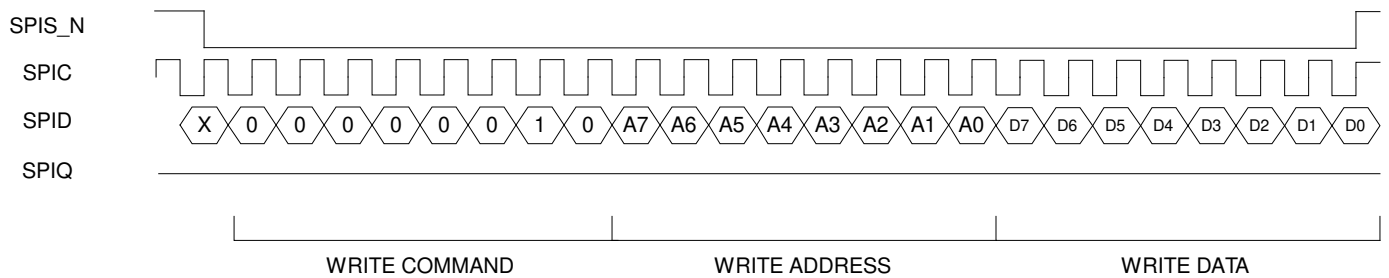 SPIS_N
SPIC
SPID X 0 0 0 0 0 0 1 0 A7 A6 A5 A4 A3 A2 A1 A0 D7 D6 D5 D4 D3 D2 D1 D0
SPIQ
WRITE COMMAND WRITE ADDRESS WRITE DATA